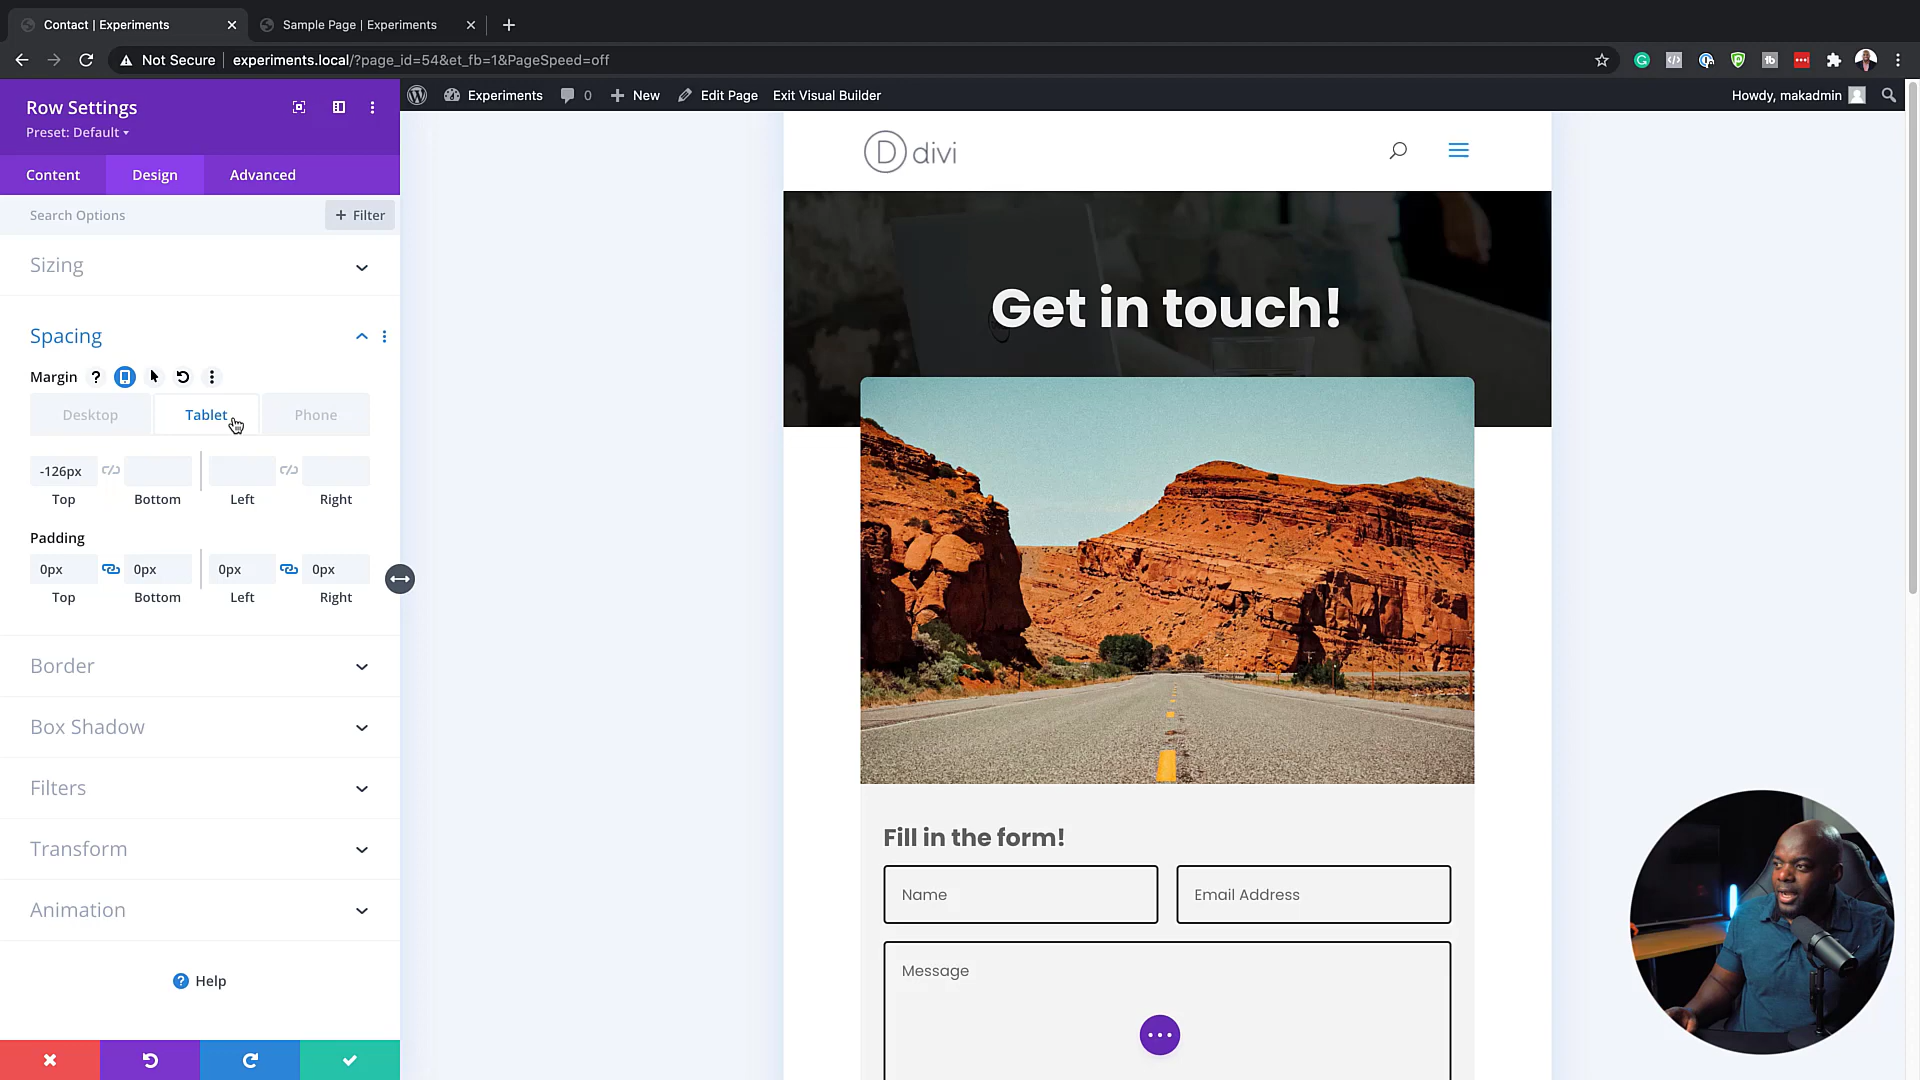 Contact | Experiments
Sample Page | Experiments
Not Secure
experiments.local/?page_id=54&et_fb=1&PageSpeed=off
Experiments
0
New
Edit Page
Exit Visual Builder
Howdy, makadmin
Row Settings
Preset: Default
Content
Design
Advanced
Search Options
+ Filter
Sizing
Spacing
Margin
Desktop
Tablet
Phone
-126px
Top
Bottom
Left
Right
Padding
0px
0px
0px
0px
Top
Bottom
Left
Right
Border
Box Shadow
Filters
Transform
Animation
Help
D divi
Get in touch!
Fill in the form!
Name
Email Address
Message